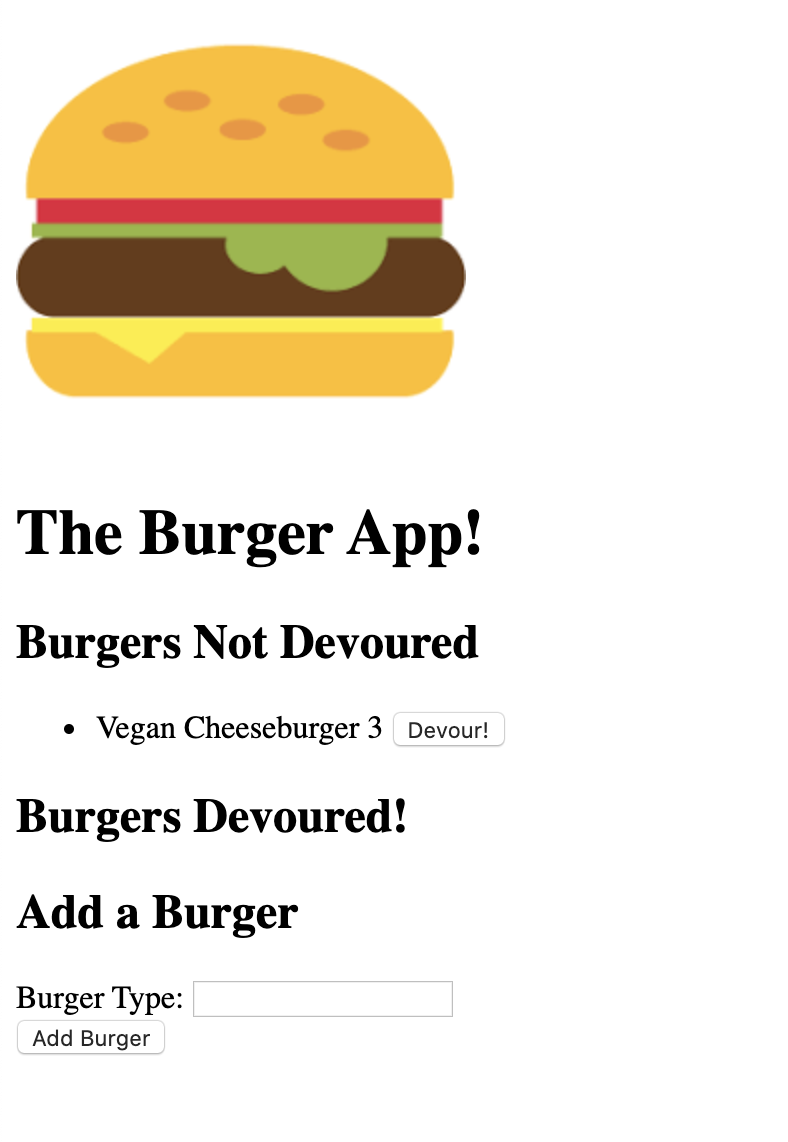 The Burger App!
Burgers Not Devoured
Vegan Cheeseburger 3 Devour!
Burgers Devoured!
Add a Burger
Burger Type:
Add Burger